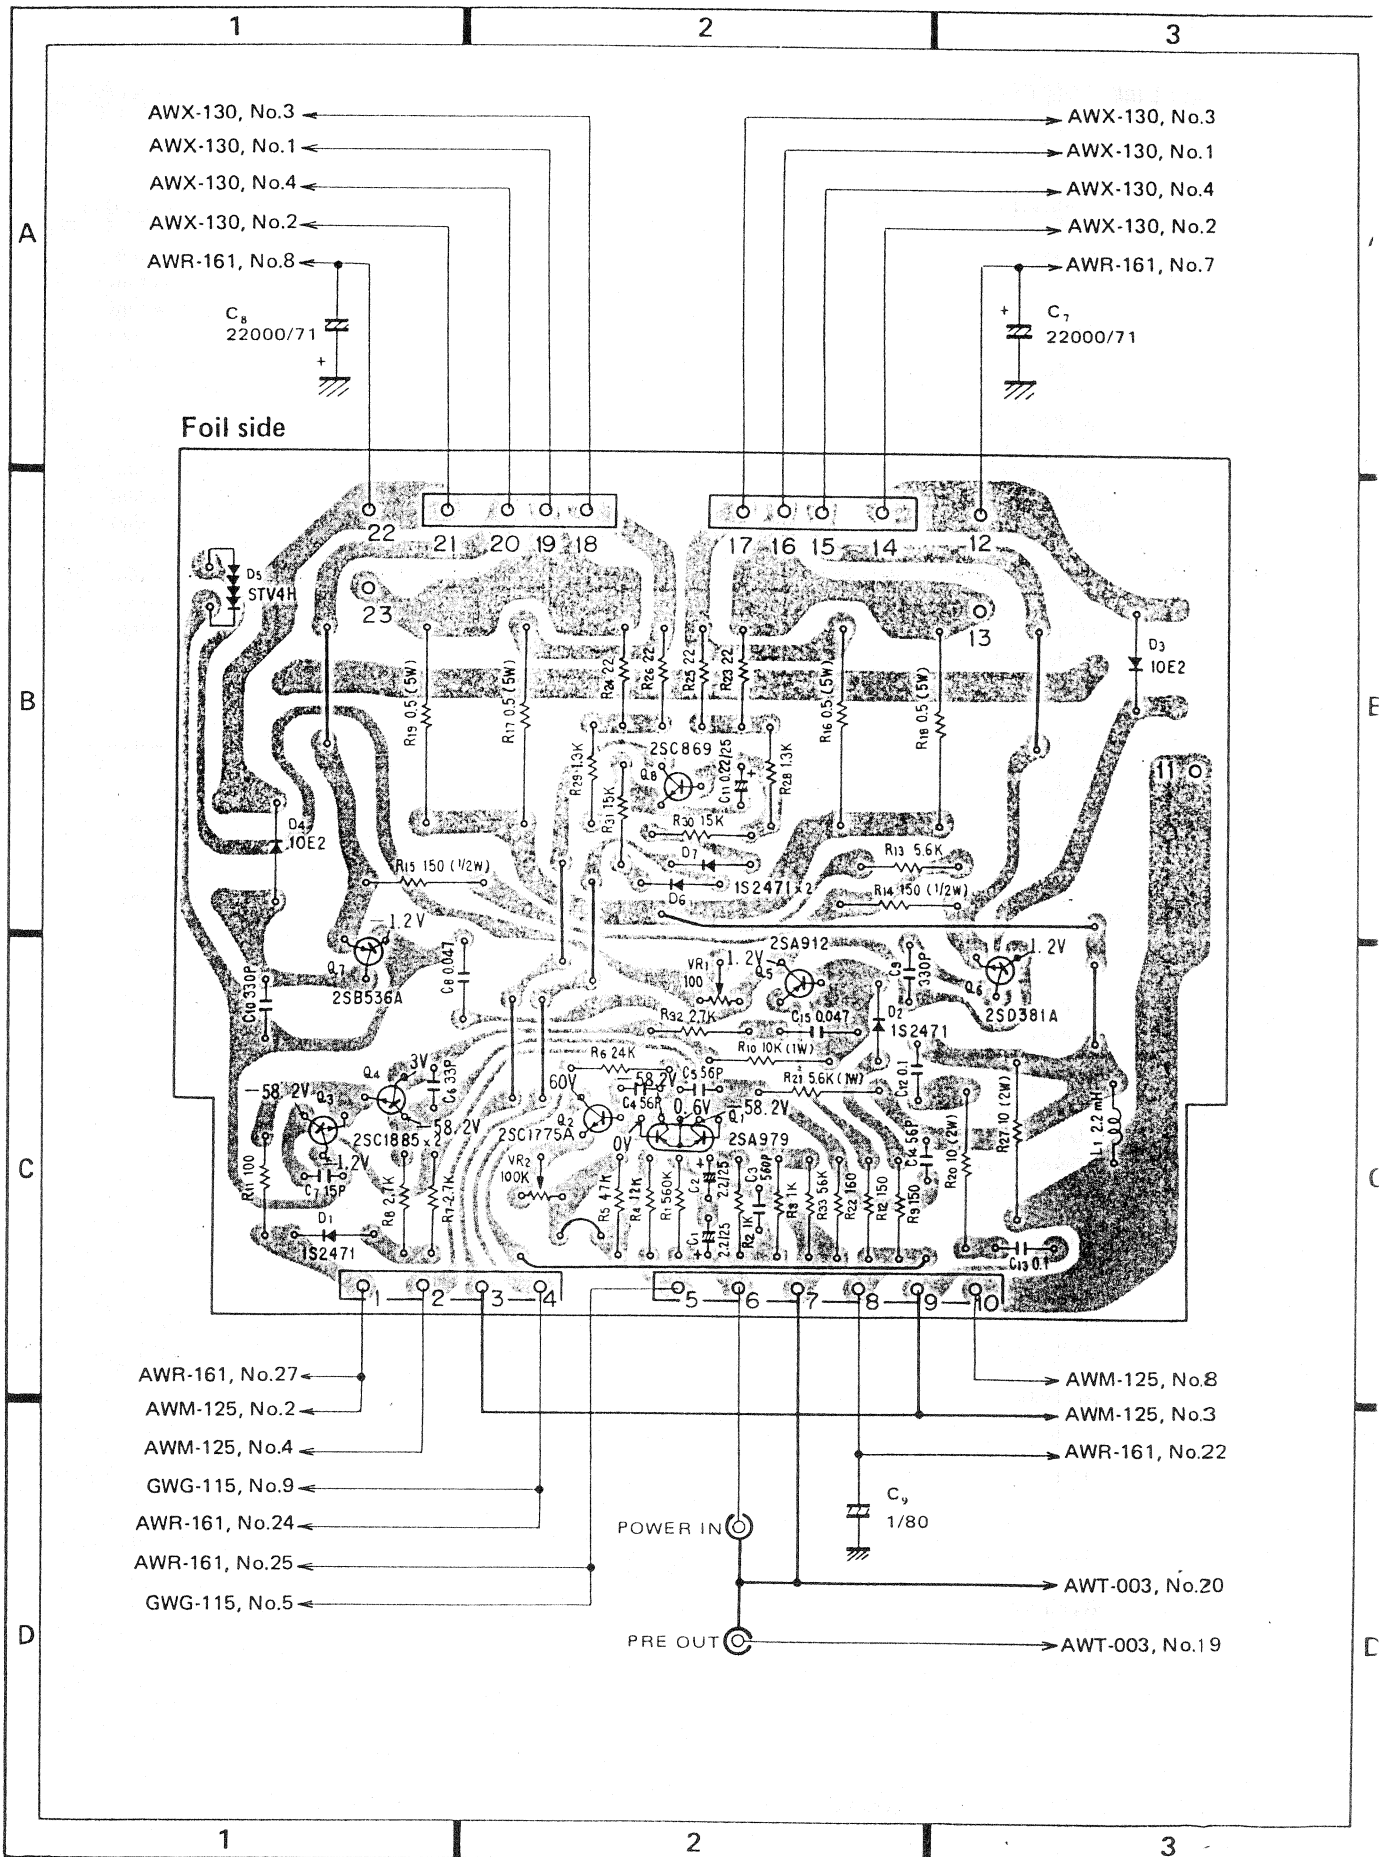 1 2 3
A
B
C
D
AWX-130, No.3
AWX-130, No.1
AWX-130, No.4
AWX-130, No.2
AWR-161, No.8
C₈
22000/71
+
AWX-130, No.3
AWX-130, No.1
AWX-130, No.4
AWX-130, No.2
AWR-161, No.7
+
C₇
22000/71
Foil side
22 21 20 19 18 17 16 15 14 12
23 13
11
D5
STV4H
D3
10E2
R19 0.5 (5W)
R17 0.5 (5W)
R24 22
R26 22
R25 22
R23 22
R16 0.5 (5W)
R18 0.5 (5W)
2SC869
Q8
R29 1.3K
R31 15K
C11 0.22/25
+
R28 1.3K
R30 15K
D4
10E2
R15 150 (1/2W)
D7
D6
1S2471×2
R13 5.6K
R14 150 (1/2W)
-1.2V
Q7
2SB536A
C10 330P
C8 0.047
VR1
100
1.2V
2SA912
Q5
C9
330P
1.2V
Q6
2SD381A
R32 2.7K
C15 0.047
D2
1S2471
R6 24K
R10 10K (1W)
R21 5.6K (1W)
C12 0.1
3V
Q4
C6 33P
-58.2V
Q3
2SC1885×2
-58.2V
-1.2V
R11 100
C7 15P
D1
1S2471
R8 2.7K
R7 2.7K
60V
Q2
2SC1775A
-58.2V
C4 56P
C5 56P
0.6V
-58.2V
Q1
2SA979
0V
VR2
100K
R5 47K
R4 12K
R1 560K
C2
2.2/25
+
C1
2.2/25
+
R2 1K
C3
560P
R3 1K
R33 56K
R22 160
R12 150
R9 150
C14 56P
R20 10 (2W)
R27 10 (2W)
L1 2.2 mH
C13 0.1
1 2 3 4 5 6 7 8 9 10
AWR-161, No.27
AWM-125, No.2
AWM-125, No.4
GWG-115, No.9
AWR-161, No.24
AWR-161, No.25
GWG-115, No.5
AWM-125, No.8
AWM-125, No.3
AWR-161, No.22
C₉
1/80
POWER IN
AWT-003, No.20
PRE OUT
AWT-003, No.19
1 2 3